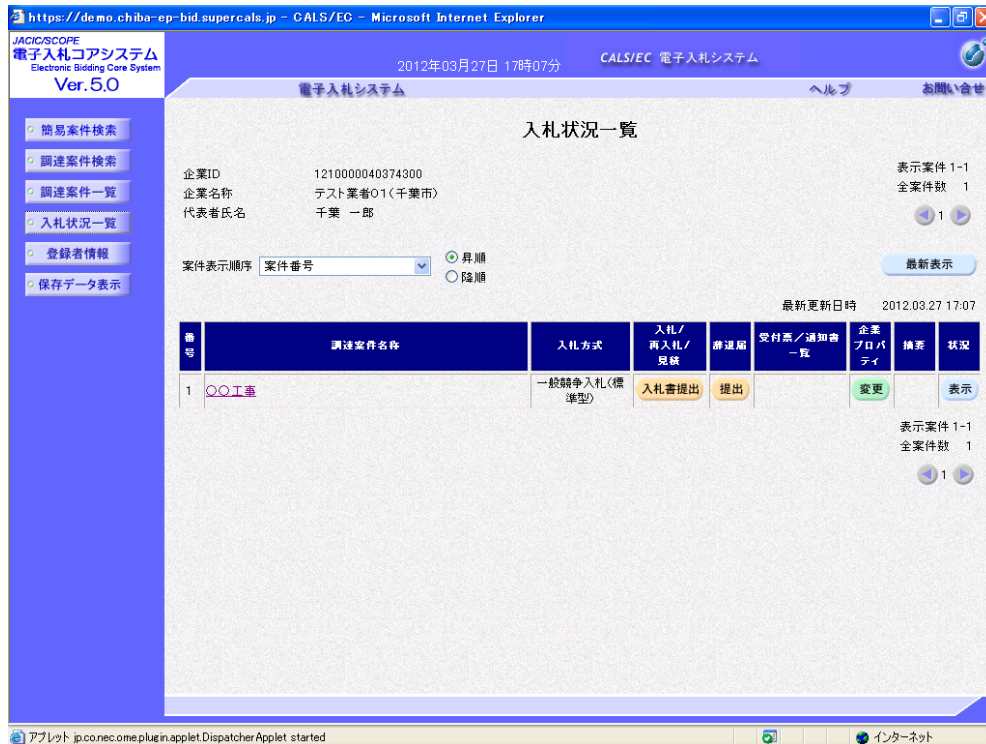 https://demo.chiba-ep-bid.supercals.jp - CALS/EC - Microsoft Internet Explorer
JACIC/SCOPE
電子入札コアシステム
Electronic Bidding Core System
Ver.5.0
2012年03月27日 17時07分
CALS/EC 電子入札システム
電子入札システム
ヘルプ
お問い合せ
簡易案件検索
調達案件検索
調達案件一覧
入札状況一覧
登録者情報
保存データ表示
入札状況一覧
企業ID 1210000040374300
企業名称 テスト業者01(千葉市)
代表者氏名 千葉 一郎
表示案件 1-1
全案件数 1
1
案件表示順序 案件番号
昇順
降順
最新表示
最新更新日時 2012.03.27 17:07
番号 調達案件名称 入札方式 入札/再入札/見積 辞退届 受付票/通知書一覧 企業プロパティ 摘要 状況
1 〇〇工事 一般競争入札(標準型) 入札書提出 提出 変更 表示
表示案件 1-1
全案件数 1
1
アプレット jp.co.nec.ome.plugin.applet.DispatcherApplet started
インターネット